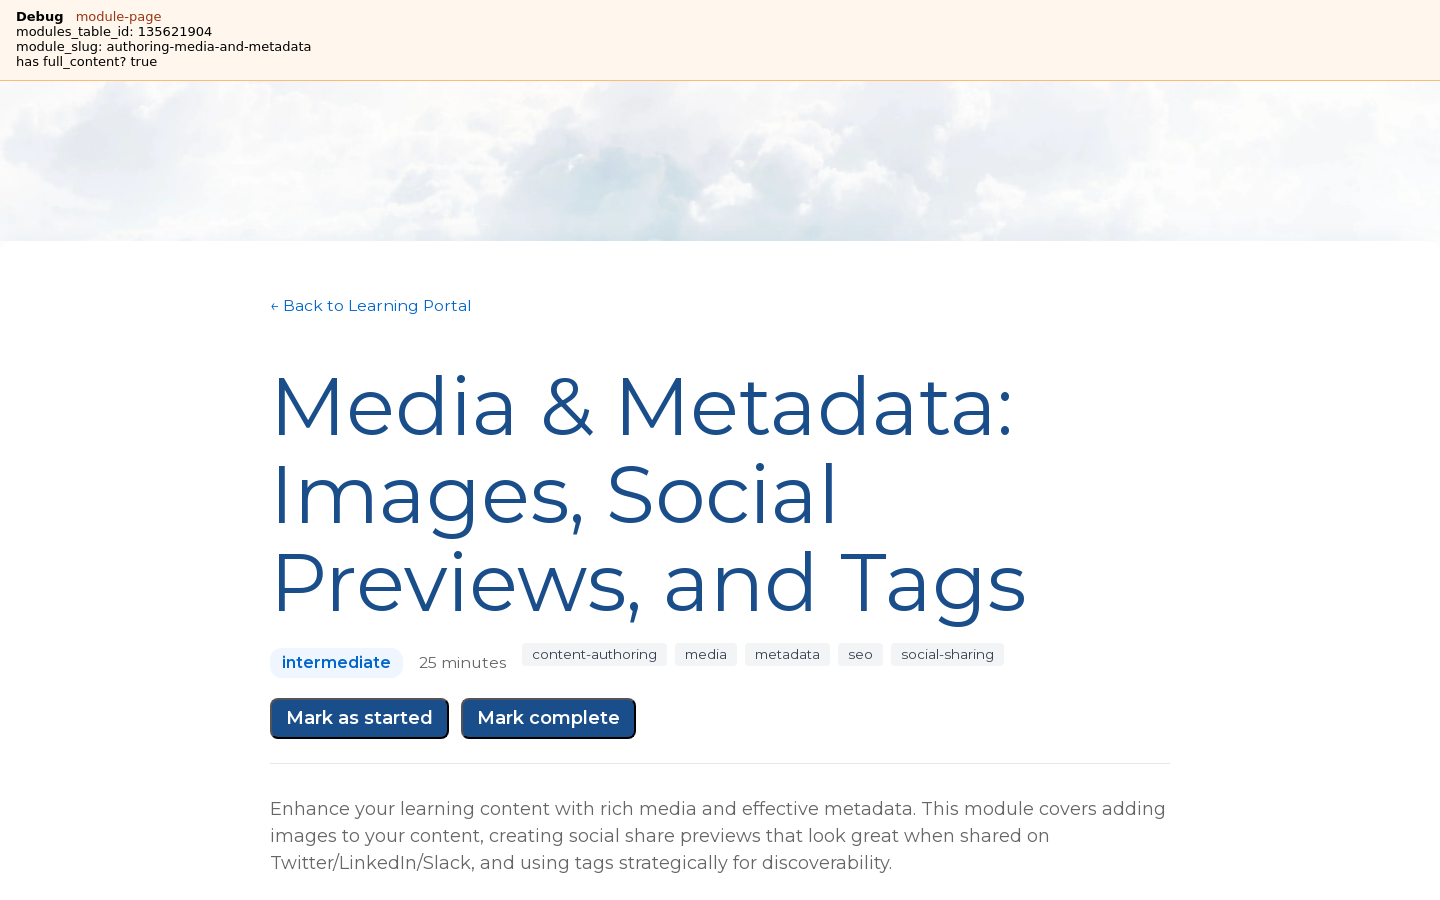 Debug module-page
modules_table_id: 135621904
module_slug: authoring-media-and-metadata
has full_content? true
← Back to Learning Portal
Media & Metadata:
Images, Social
Previews, and Tags
intermediate 25 minutes content-authoring media metadata seo social-sharing
Mark as started Mark complete
Enhance your learning content with rich media and effective metadata. This module covers adding
images to your content, creating social share previews that look great when shared on
Twitter/LinkedIn/Slack, and using tags strategically for discoverability.